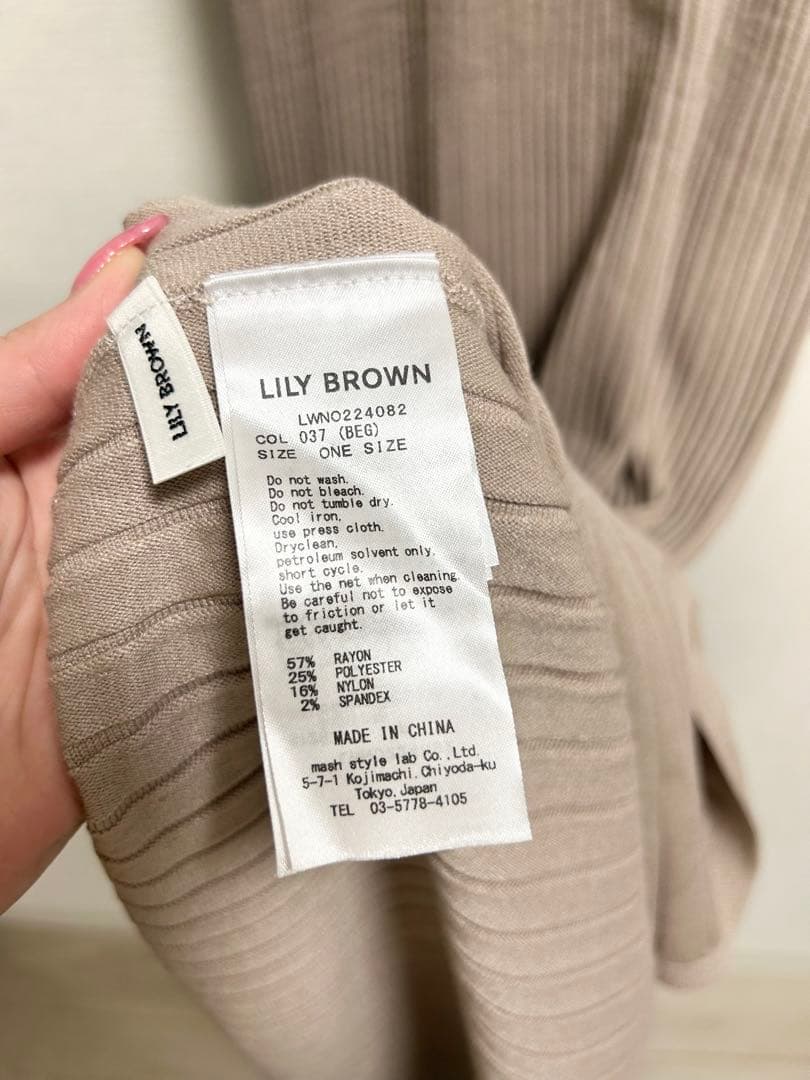 LILY BROWN
LILY BROWN
LWNO224082
COL 037 (BEG)
SIZE ONE SIZE
Do not wash.
Do not bleach.
Do not tumble dry.
Cool iron,
use press cloth.
Dryclean,
petroleum solvent only.
short cycle.
Use the net when cleaning.
Be careful not to expose
to friction or let it
get caught.
57% RAYON
25% POLYESTER
16% NYLON
2% SPANDEX
MADE IN CHINA
mash style lab Co.,Ltd.
5-7-1 Kojimachi,Chiyoda-ku
Tokyo,Japan
TEL 03-5778-4105